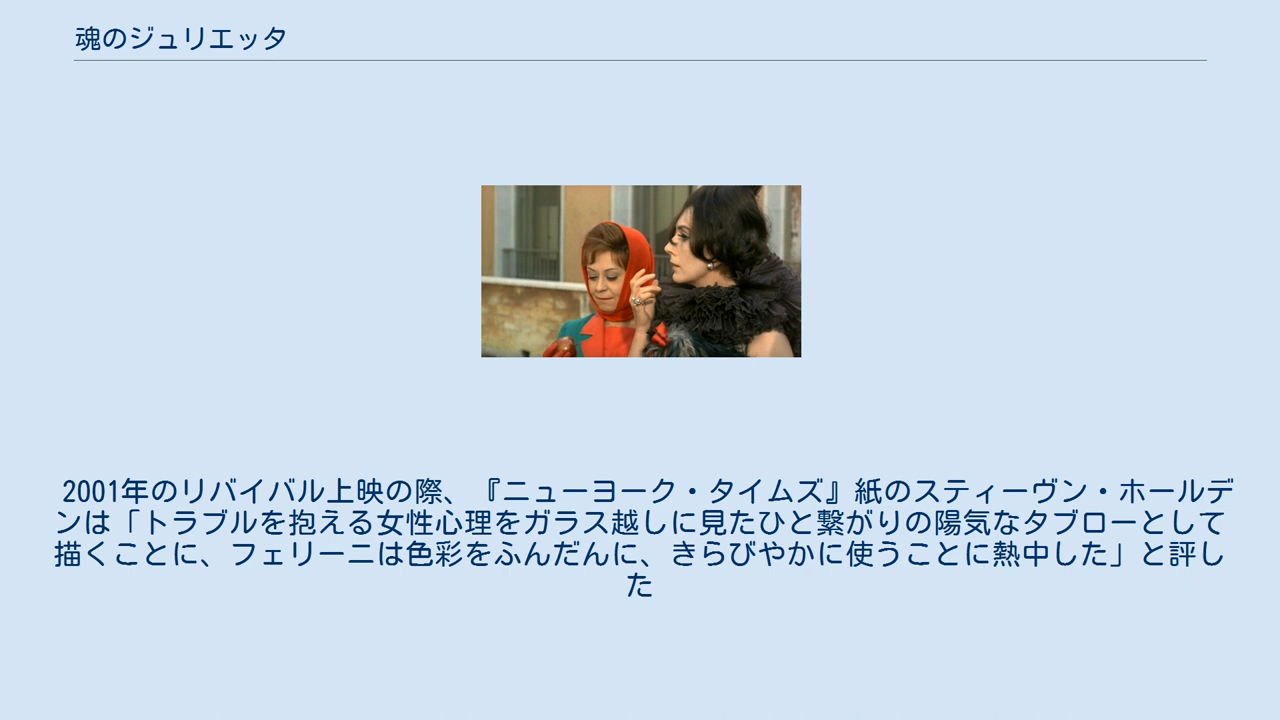 魂のジュリエッタ
2001年のリバイバル上映の際、『ニューヨーク・タイムズ』紙のスティーヴン・ホールデ
ンは「トラブルを抱える女性心理をガラス越しに見たひと繋がりの陽気なタブローとして
描くことに、フェリーニは色彩をふんだんに、きらびやかに使うことに熱中した」と評し
た